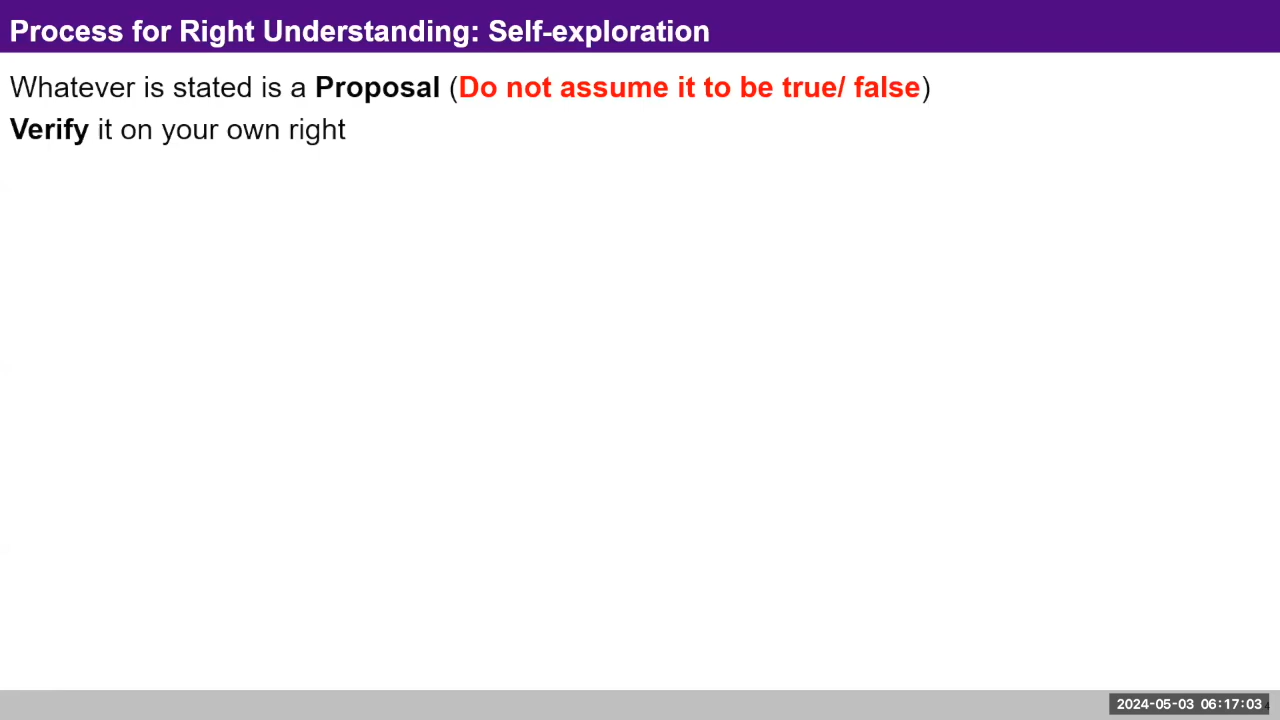 Process for Right Understanding: Self-exploration
Whatever is stated is a Proposal (Do not assume it to be true/ false)
Verify it on your own right
2024-05-03 06:17:03